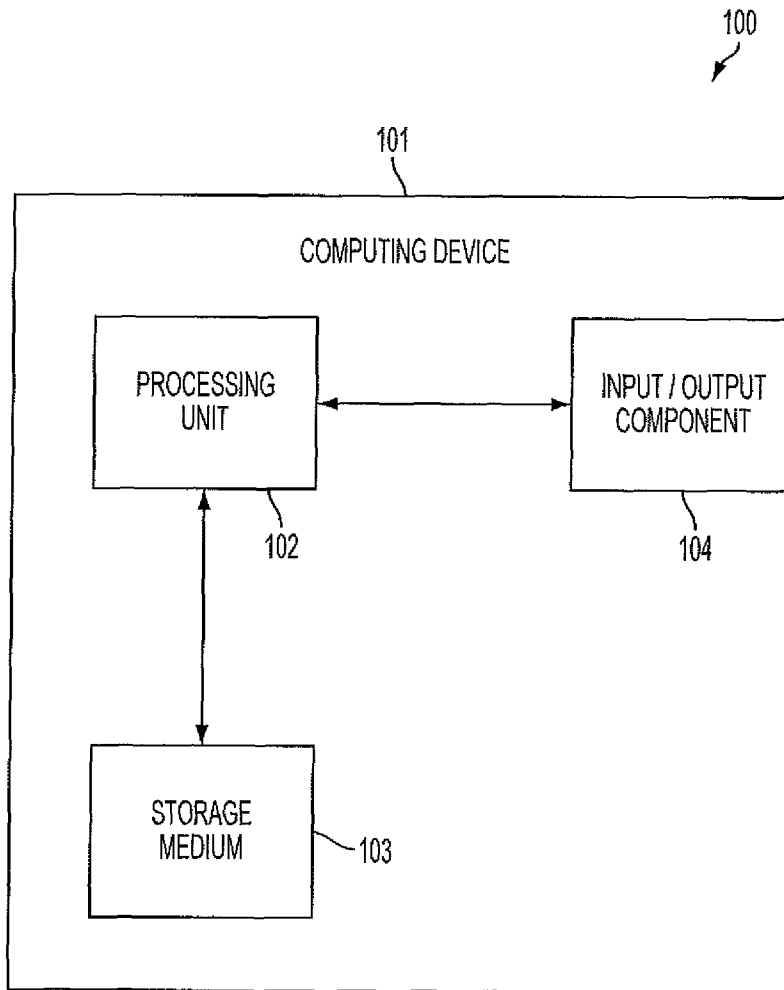 100
101
COMPUTING DEVICE
PROCESSING
UNIT
INPUT / OUTPUT
COMPONENT
102
104
STORAGE
MEDIUM
103